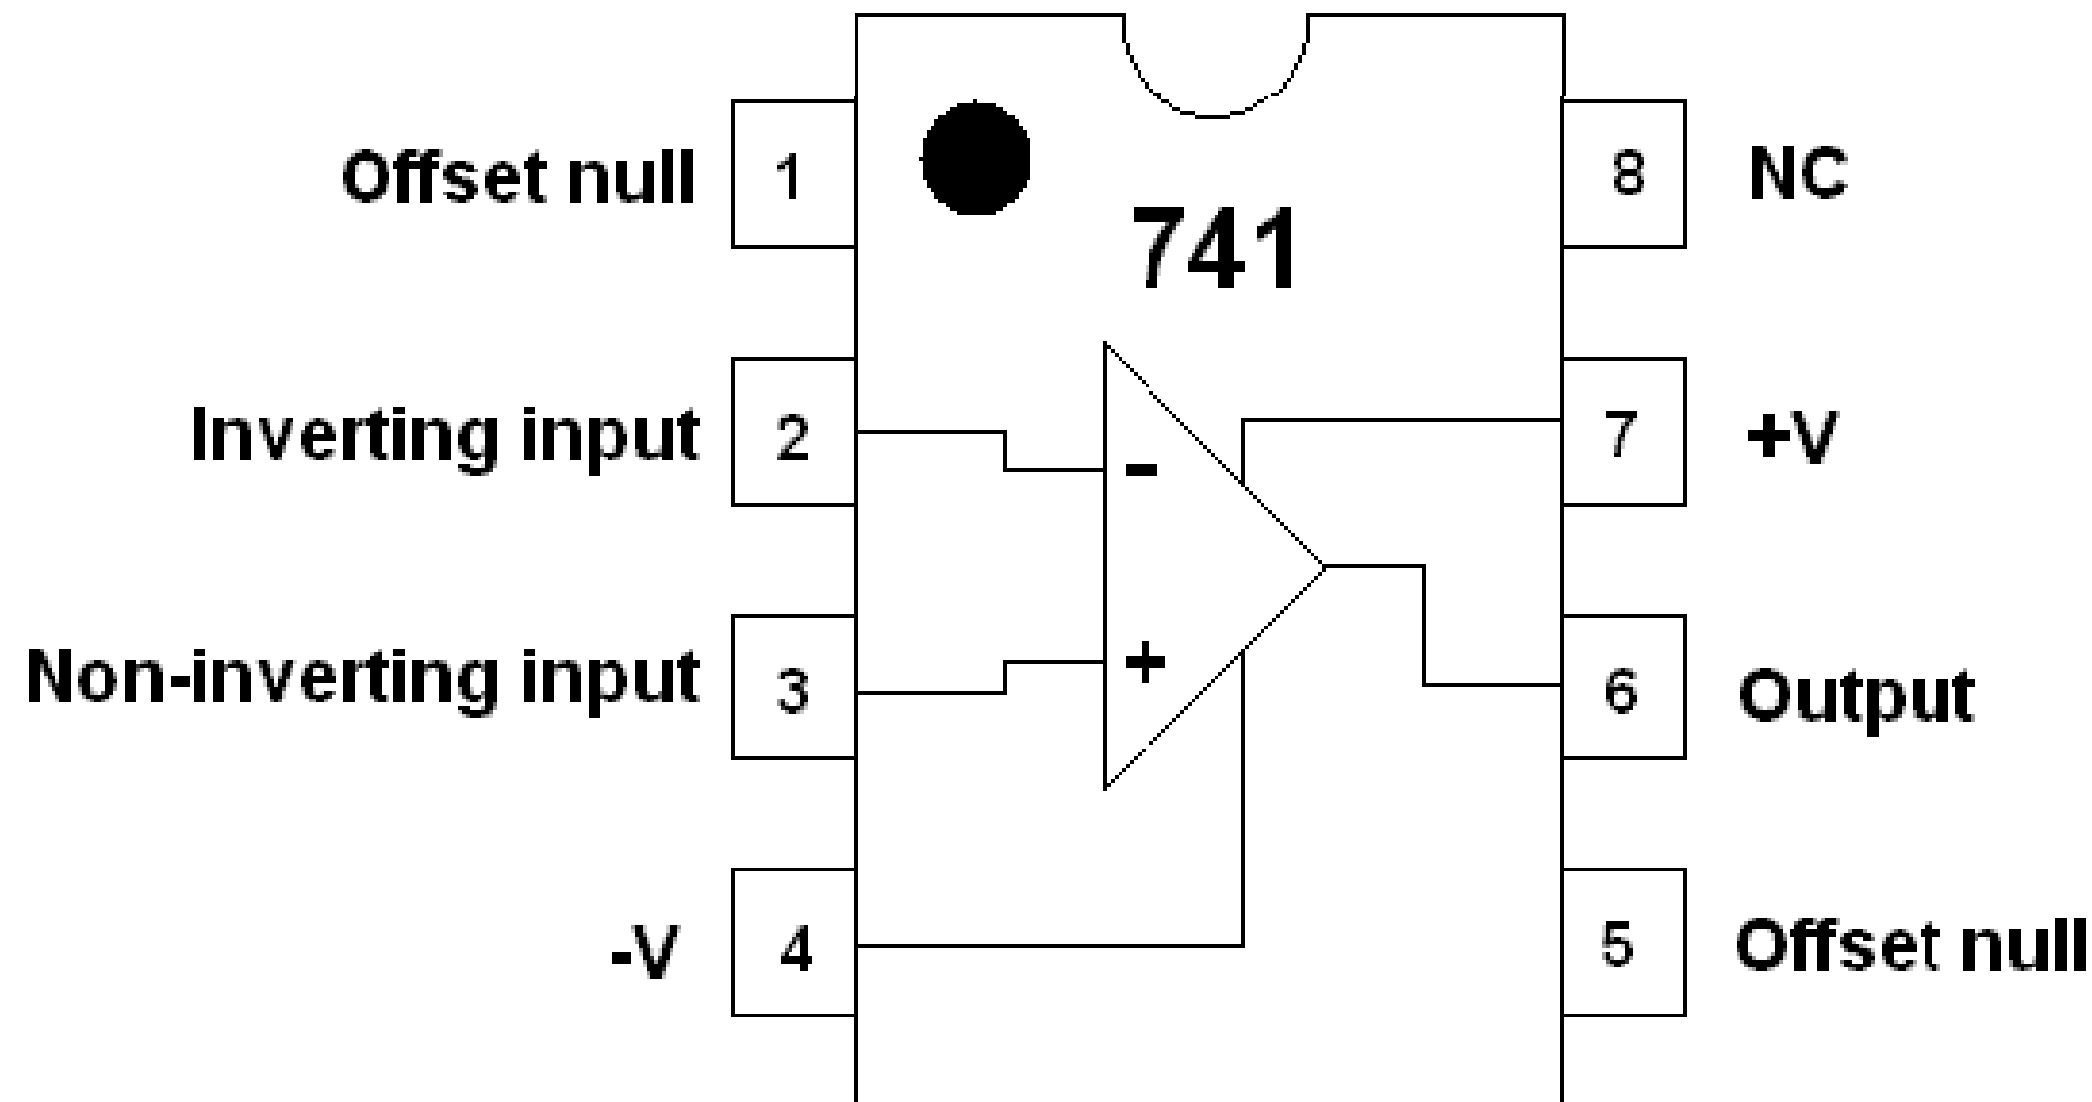 Offset null 1 8 NC
741
Inverting input 2 - 7 +V
Non-inverting input 3 + 6 Output
-V 4 5 Offset null